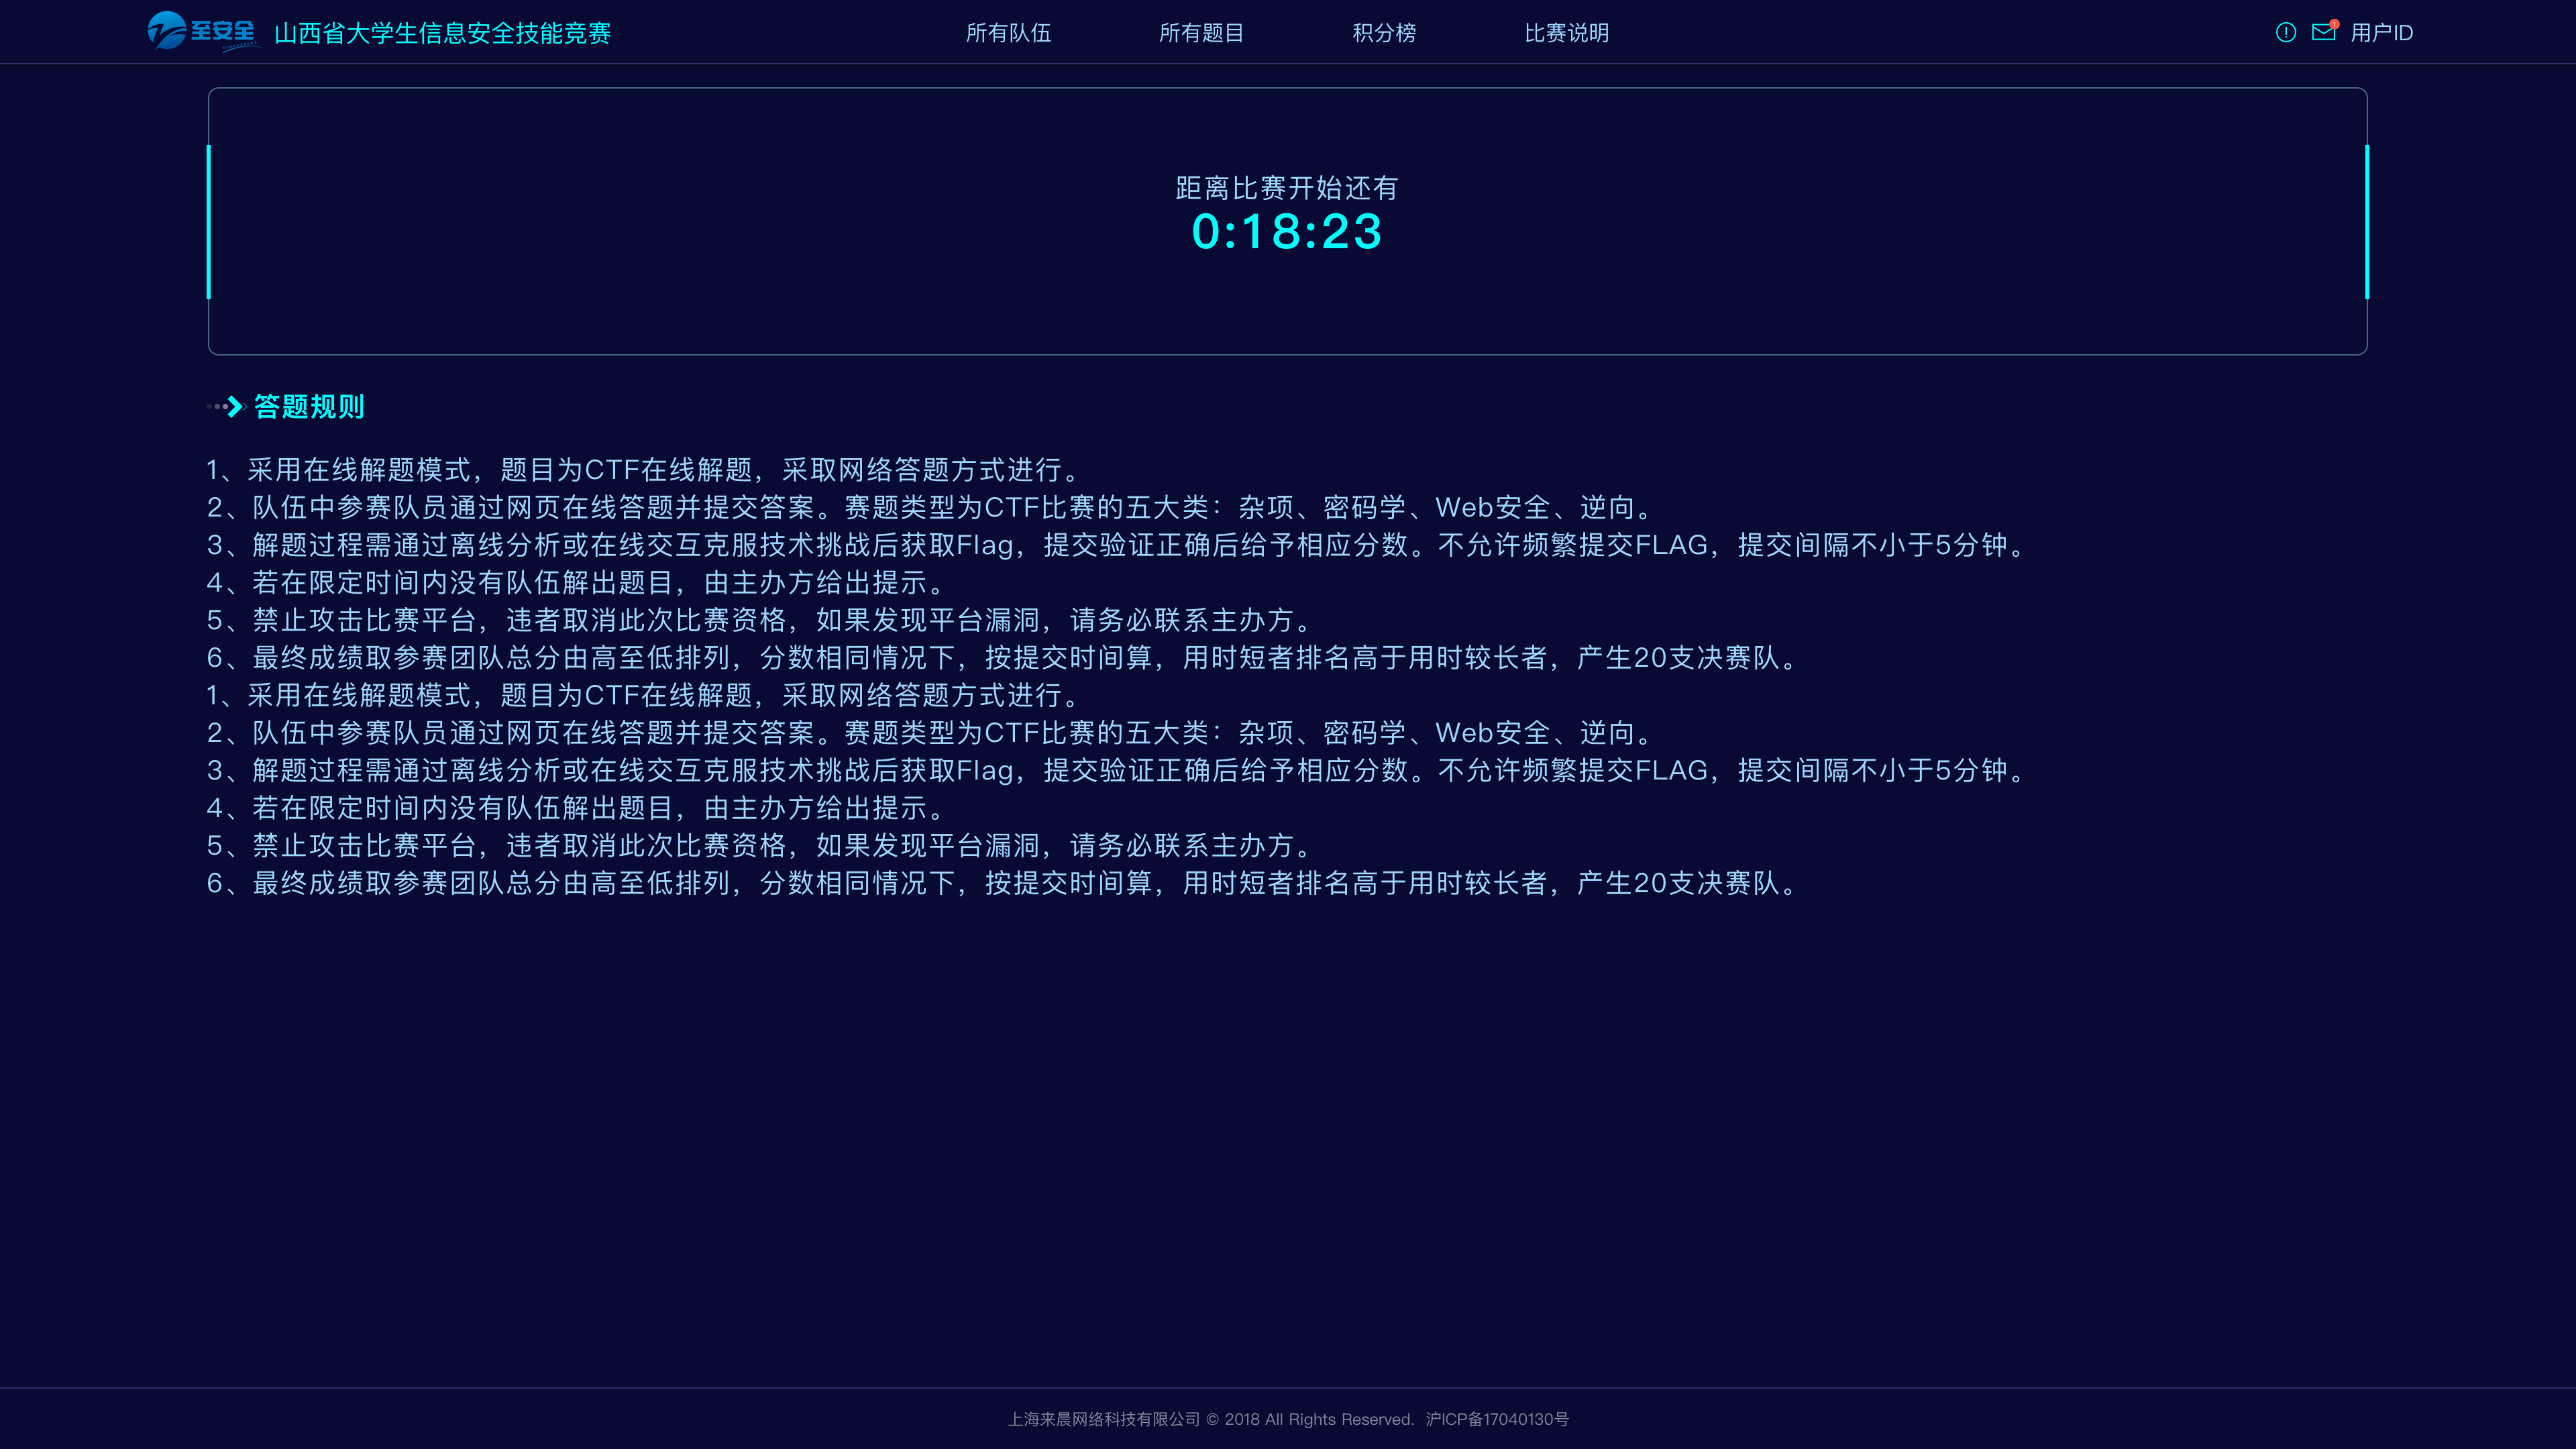 至安全 山西省大学生信息安全技能竞赛 所有队伍 所有题目 积分榜 比赛说明 用户ID
距离比赛开始还有
0:18:23
答题规则
1、采用在线解题模式，题目为CTF在线解题，采取网络答题方式进行。
2、队伍中参赛队员通过网页在线答题并提交答案。赛题类型为CTF比赛的五大类：杂项、密码学、Web安全、逆向。
3、解题过程需通过离线分析或在线交互克服技术挑战后获取Flag，提交验证正确后给予相应分数。不允许频繁提交FLAG，提交间隔不小于5分钟。
4、若在限定时间内没有队伍解出题目，由主办方给出提示。
5、禁止攻击比赛平台，违者取消此次比赛资格，如果发现平台漏洞，请务必联系主办方。
6、最终成绩取参赛团队总分由高至低排列，分数相同情况下，按提交时间算，用时短者排名高于用时较长者，产生20支决赛队。
1、采用在线解题模式，题目为CTF在线解题，采取网络答题方式进行。
2、队伍中参赛队员通过网页在线答题并提交答案。赛题类型为CTF比赛的五大类：杂项、密码学、Web安全、逆向。
3、解题过程需通过离线分析或在线交互克服技术挑战后获取Flag，提交验证正确后给予相应分数。不允许频繁提交FLAG，提交间隔不小于5分钟。
4、若在限定时间内没有队伍解出题目，由主办方给出提示。
5、禁止攻击比赛平台，违者取消此次比赛资格，如果发现平台漏洞，请务必联系主办方。
6、最终成绩取参赛团队总分由高至低排列，分数相同情况下，按提交时间算，用时短者排名高于用时较长者，产生20支决赛队。
上海来晨网络科技有限公司 © 2018 All Rights Reserved. 沪ICP备17040130号